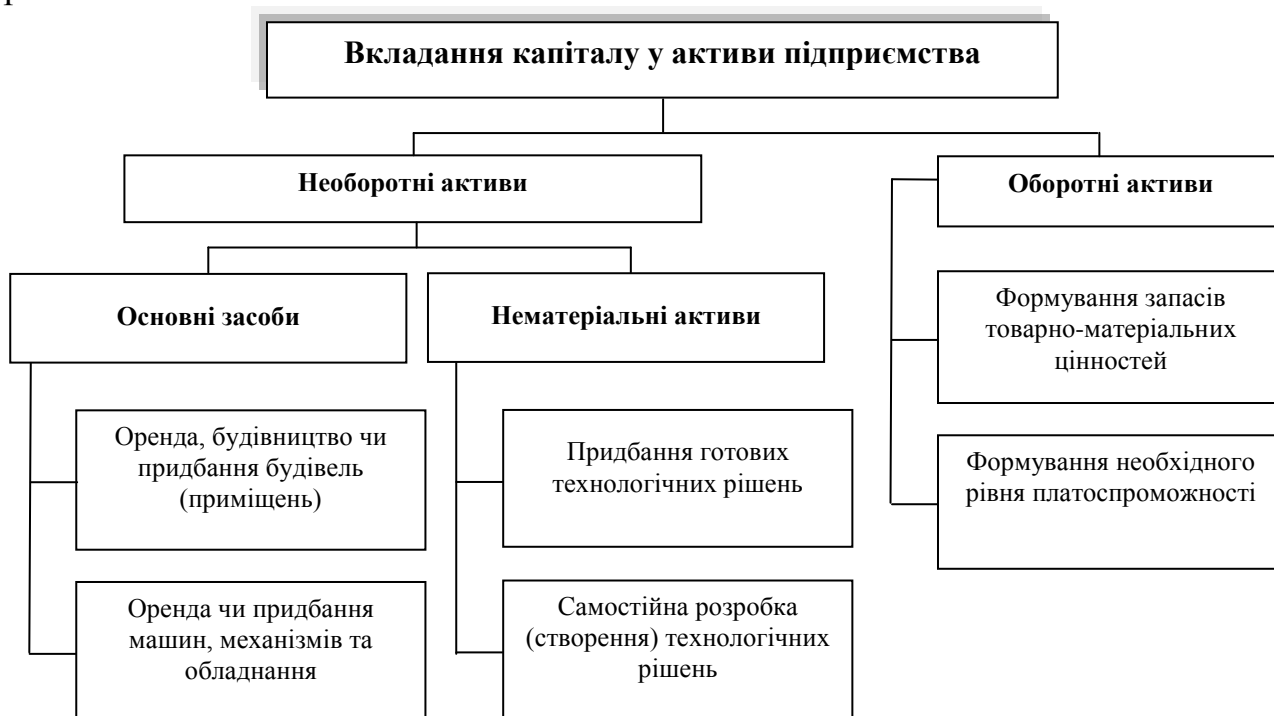 Вкладання капіталу у активи підприємства
Необоротні активи
Оборотні активи
Основні засоби
Нематеріальні активи
Формування запасів
товарно-матеріальних
цінностей
Оренда, будівництво чи
придбання будівель
(приміщень)
Придбання готових
технологічних рішень
Формування необхідного
рівня платоспроможності
Оренда чи придбання
машин, механізмів та
обладнання
Самостійна розробка
(створення) технологічних
рішень